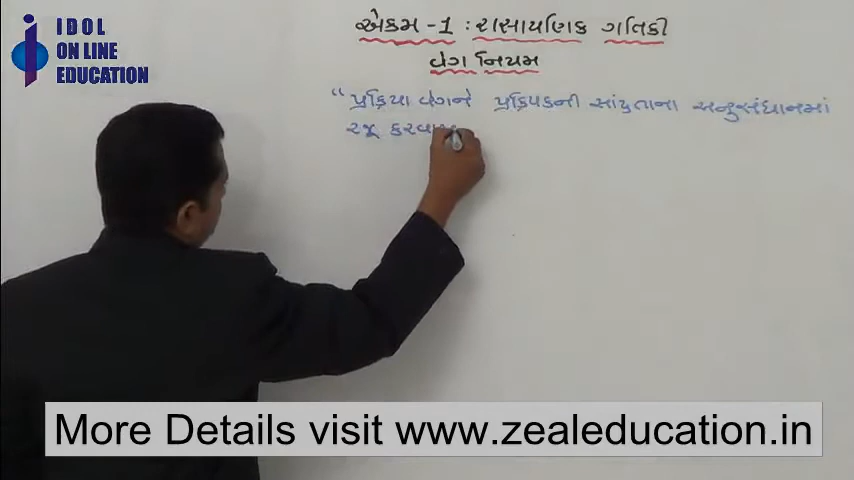 IDOL
ON LINE
EDUCATION
એકમ -1 : રાસાયણિક ગતિકી
વેગ નિયમ
"પ્રક્રિયા વેગને પ્રક્રિયકની સાંદ્રતાના અનુસંધાનમાં
રજૂ
More Details visit www.zealeducation.in